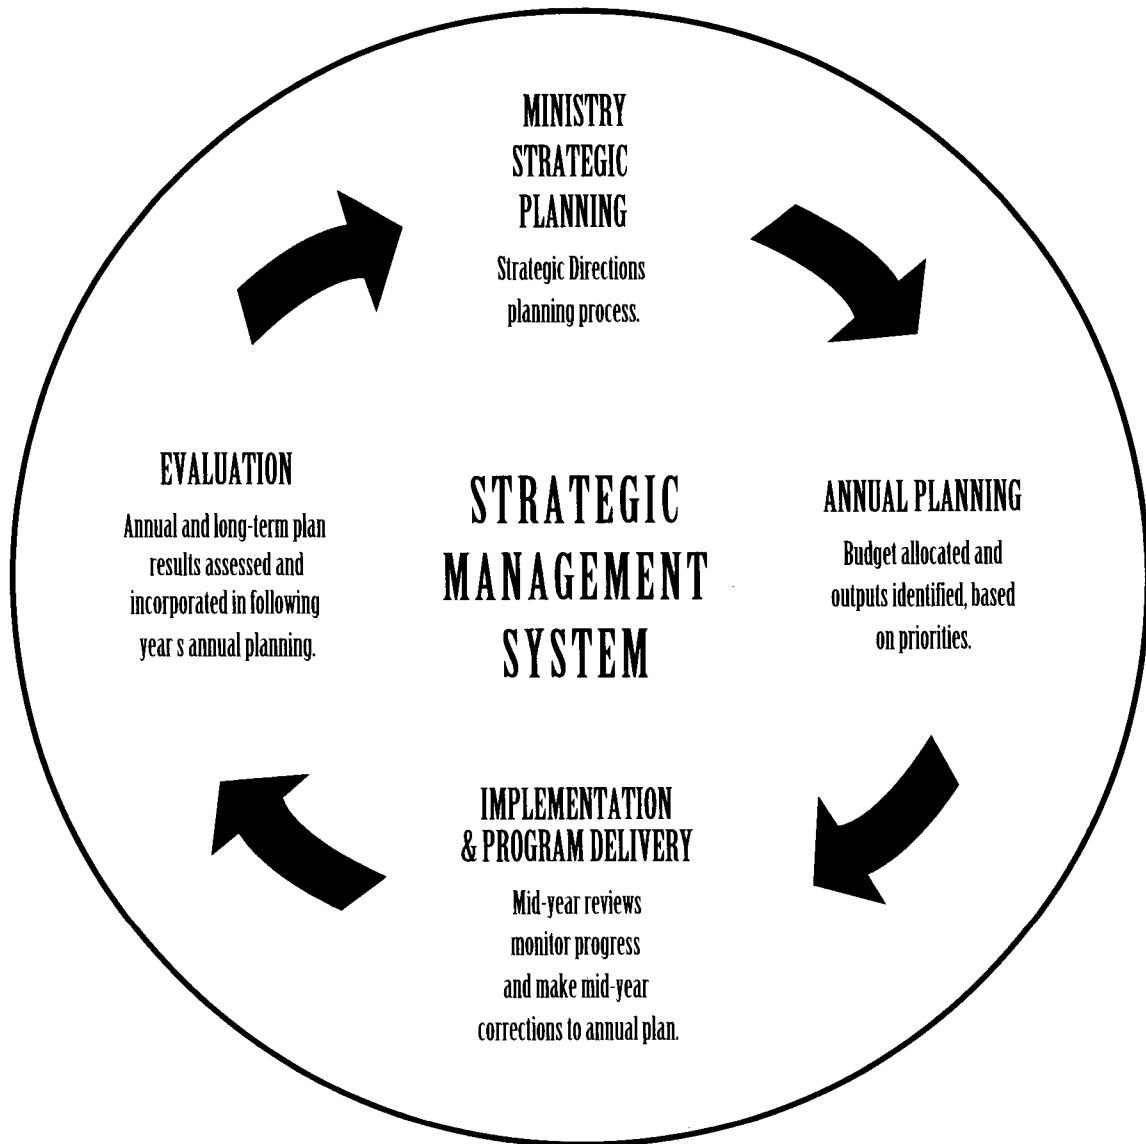 MINISTRY
STRATEGIC
PLANNING
Strategic Directions
planning process.
EVALUATION
Annual and long-term plan
results assessed and
incorporated in following
year s annual planning.
STRATEGIC
MANAGEMENT
SYSTEM
ANNUAL PLANNING
Budget allocated and
outputs identified, based
on priorities.
IMPLEMENTATION
& PROGRAM DELIVERY
Mid-year reviews
monitor progress
and make mid-year
corrections to annual plan.